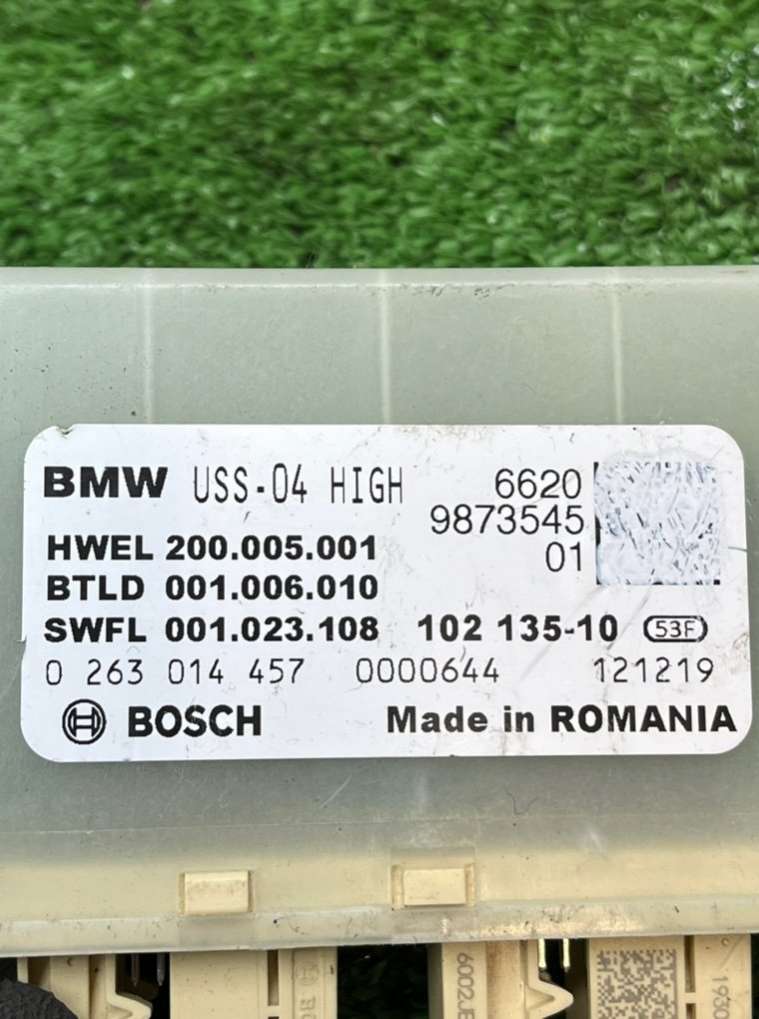 BMW USS-04 HIGH 6620
9873545
HWEL 200.005.001 01
BTLD 001.006.010
SWFL 001.023.108 102 135-10 53F
0 263 014 457 0000644 121219
BOSCH Made in ROMANIA